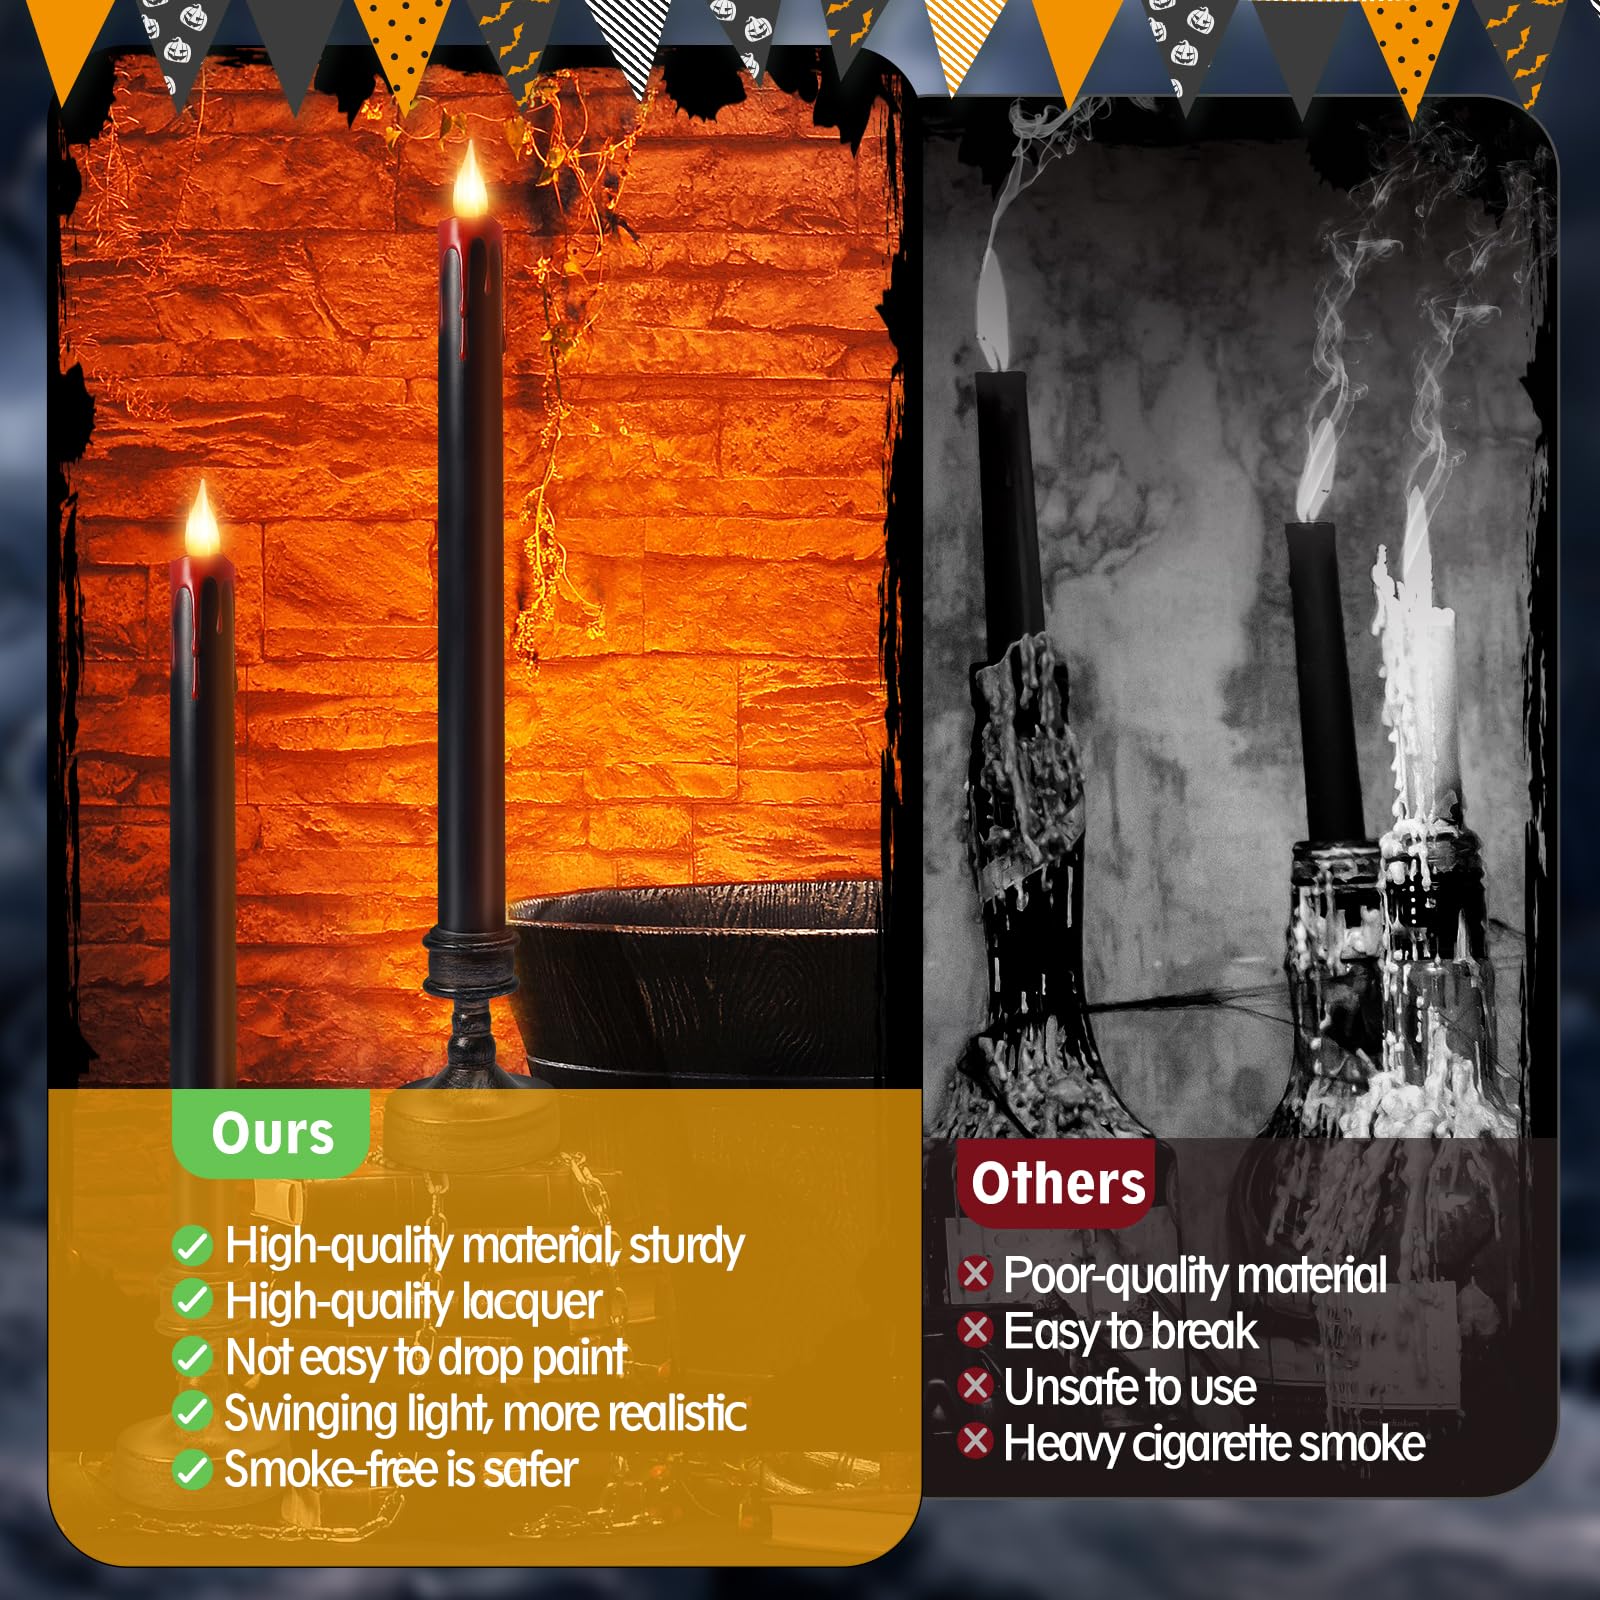 Ours
High-quality material, sturdy
High-quality lacquer
Not easy to drop paint
Swinging light, more realistic
Smoke-free is safer
Others
Poor-quality material
Easy to break
Unsafe to use
Heavy cigarette smoke